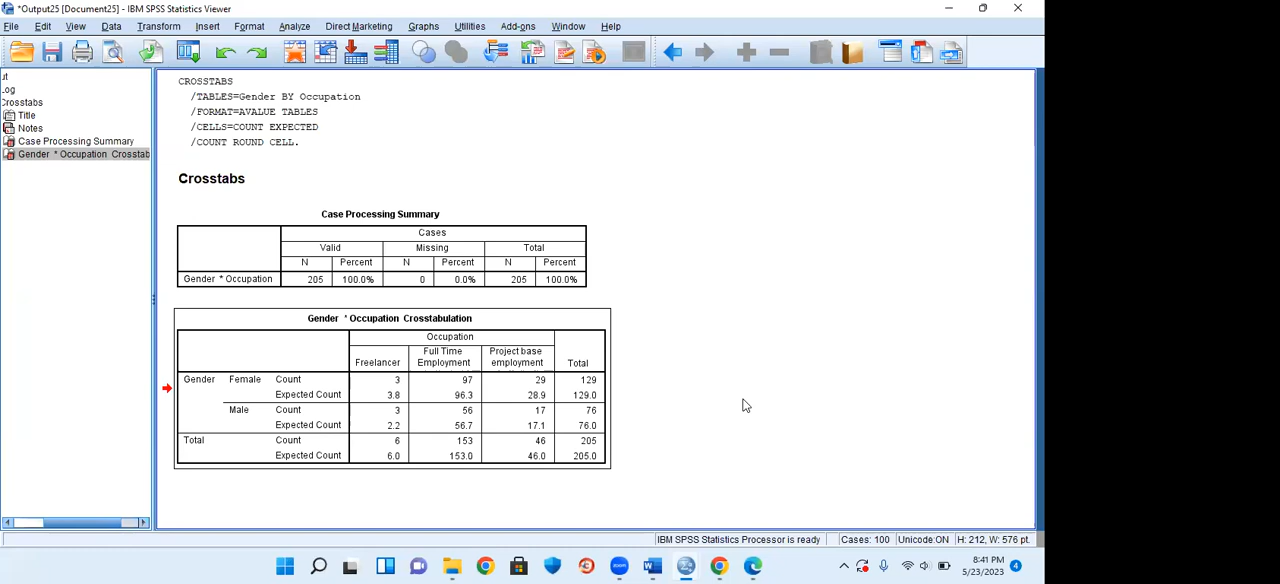 *Output25 [Document25] - IBM SPSS Statistics Viewer
File Edit View Data Transform Insert Format Analyze Direct Marketing Graphs Utilities Add-ons Window Help
ut
Log
Crosstabs
Title
Notes
Case Processing Summary
Gender * Occupation Crosstab
CROSSTABS
/TABLES=Gender BY Occupation
/FORMAT=AVALUE TABLES
/CELLS=COUNT EXPECTED
/COUNT ROUND CELL.
Crosstabs
Case Processing Summary
Cases
Valid Missing Total
N Percent N Percent N Percent
Gender * Occupation 205 100.0% 0 0.0% 205 100.0%
Gender * Occupation Crosstabulation
Occupation
Freelancer Full Time Employment Project base employment Total
Gender Female Count 3 97 29 129
Expected Count 3.8 96.3 28.9 129.0
Male Count 3 56 17 76
Expected Count 2.2 56.7 17.1 76.0
Total Count 6 153 46 205
Expected Count 6.0 153.0 46.0 205.0
IBM SPSS Statistics Processor is ready Cases: 100 Unicode:ON H: 212, W: 576 pt.
8:41 PM
5/23/2023
4